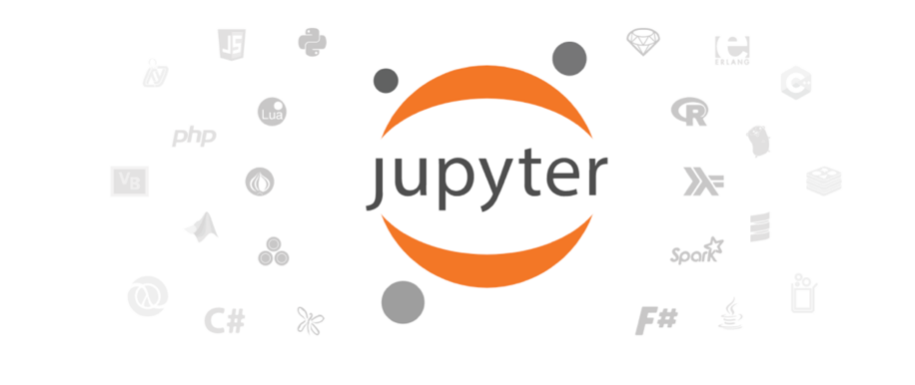 JS
ERLANG
C
Lua
R
php
jupyter
VB
Spark
C#
F#